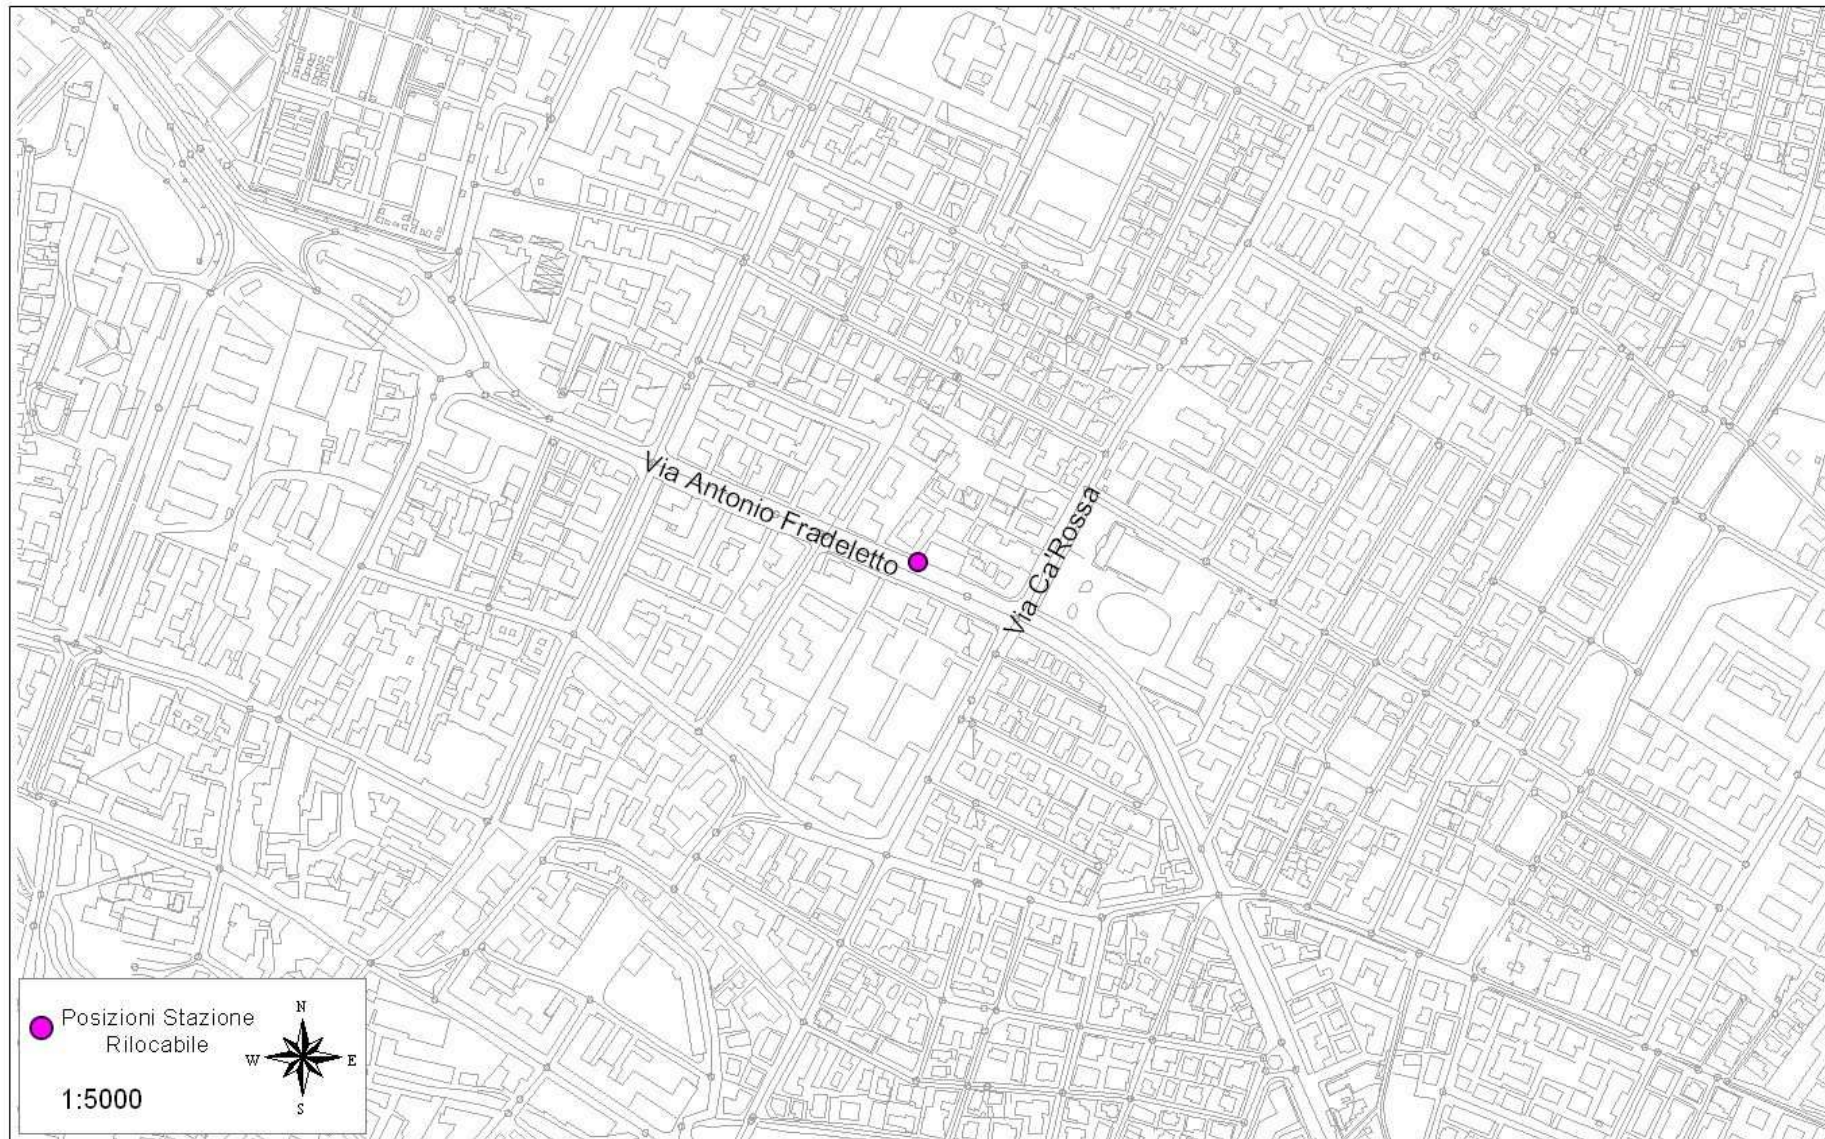 Via Antonio Fradeletto
Via Ca'Rossa
Posizioni Stazione
Rilocabile
N
W
E
S
1:5000